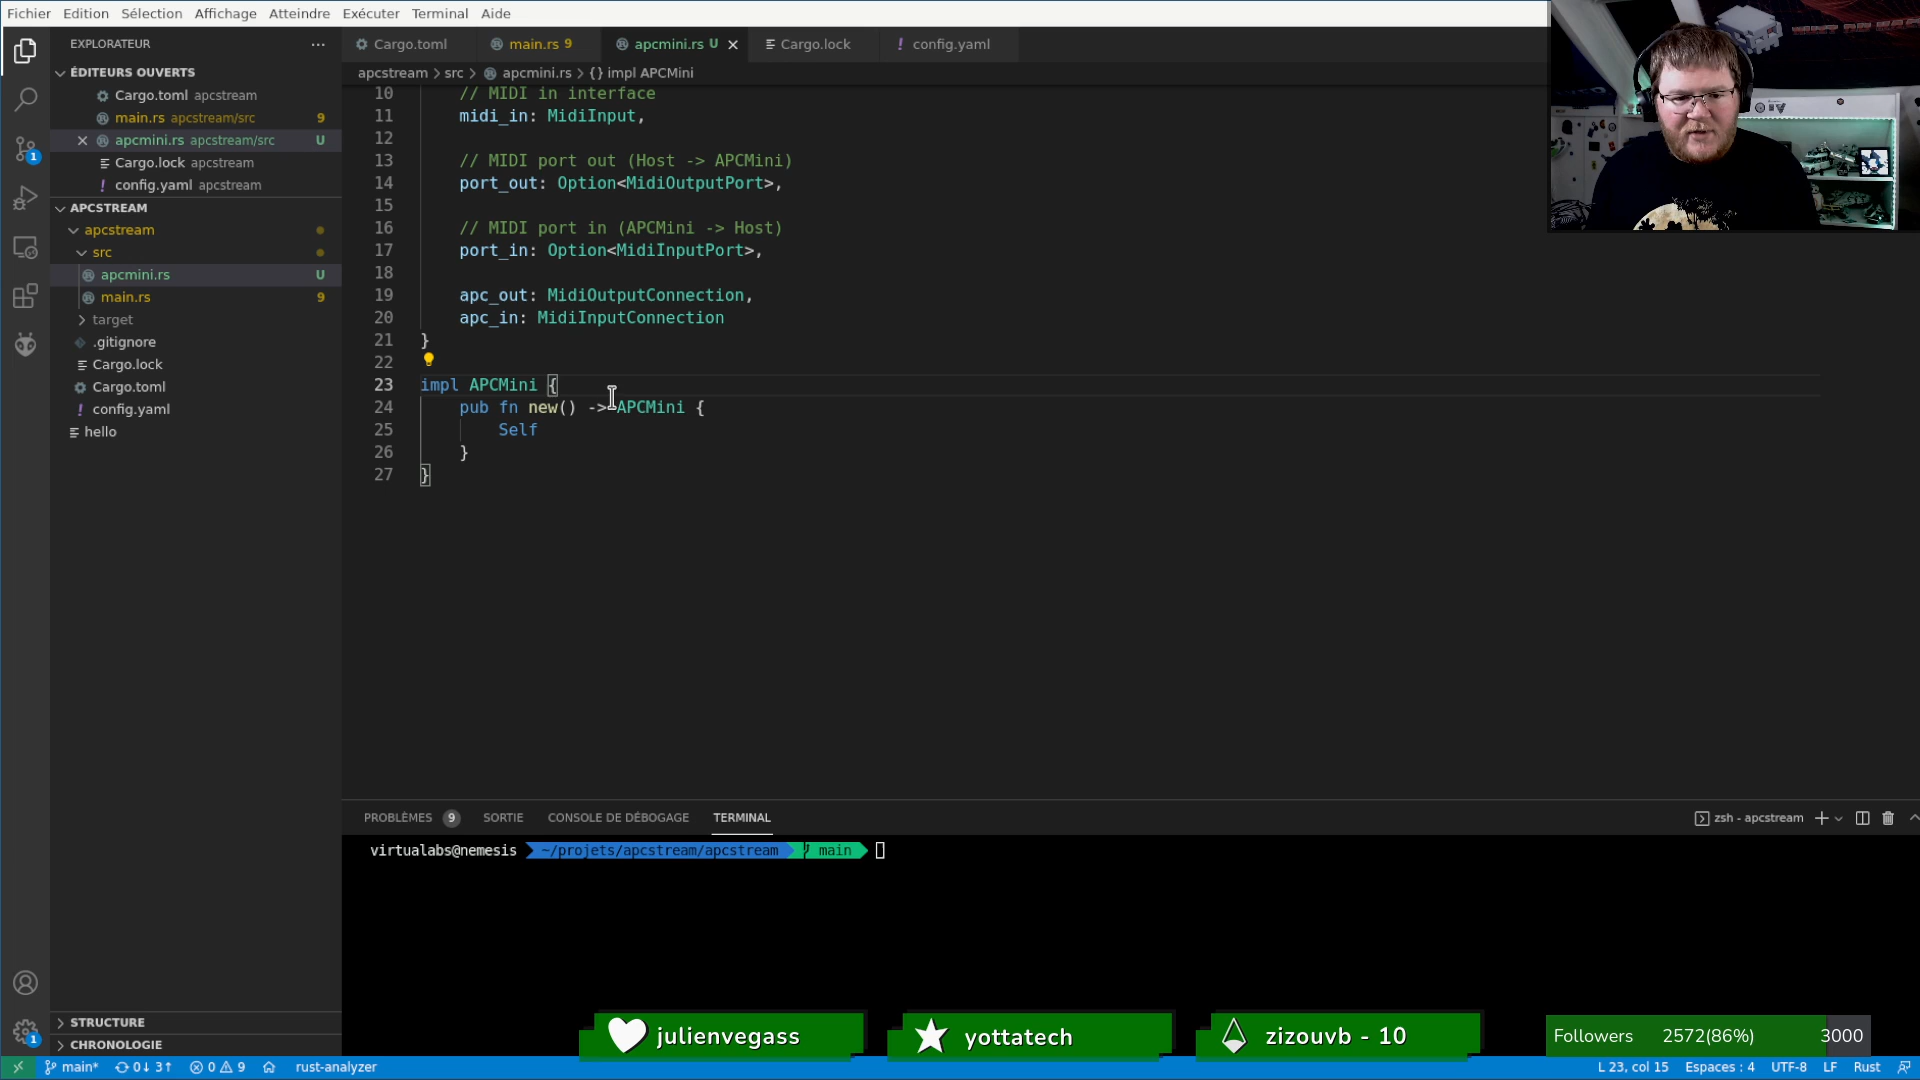 Fichier Edition Sélection Affichage Atteindre Exécuter Terminal Aide
EXPLORATEUR
ÉDITEURS OUVERTS
Cargo.toml apcstream
main.rs apcstream/src 9
apcmini.rs apcstream/src U
Cargo.lock apcstream
config.yaml apcstream
APCSTREAM
apcstream
src
apcmini.rs U
main.rs 9
target
.gitignore
Cargo.lock
Cargo.toml
config.yaml
hello
STRUCTURE
CHRONOLOGIE
Cargo.toml main.rs 9 apcmini.rs U Cargo.lock ! config.yaml
apcstream > src > apcmini.rs > {} impl APCMini
10 // MIDI in interface
11 midi_in: MidiInput,
12
13 // MIDI port out (Host -> APCMini)
14 port_out: Option<MidiOutputPort>,
15
16 // MIDI port in (APCMini -> Host)
17 port_in: Option<MidiInputPort>,
18
19 apc_out: MidiOutputConnection,
20 apc_in: MidiInputConnection
21 }
22
23 impl APCMini {
24 pub fn new() -> APCMini {
25 Self
26 }
27 }
PROBLÈMES 9 SORTIE CONSOLE DE DÉBOGAGE TERMINAL
zsh - apcstream
virtualabs@nemesis ~/projets/apcstream/apcstream main
julienvegass
yottatech
zizouvb - 10
Followers 2572(86%) 3000
main* 0↓ 3↑ 0 9 rust-analyzer
L 23, col 15 Espaces : 4 UTF-8 LF Rust